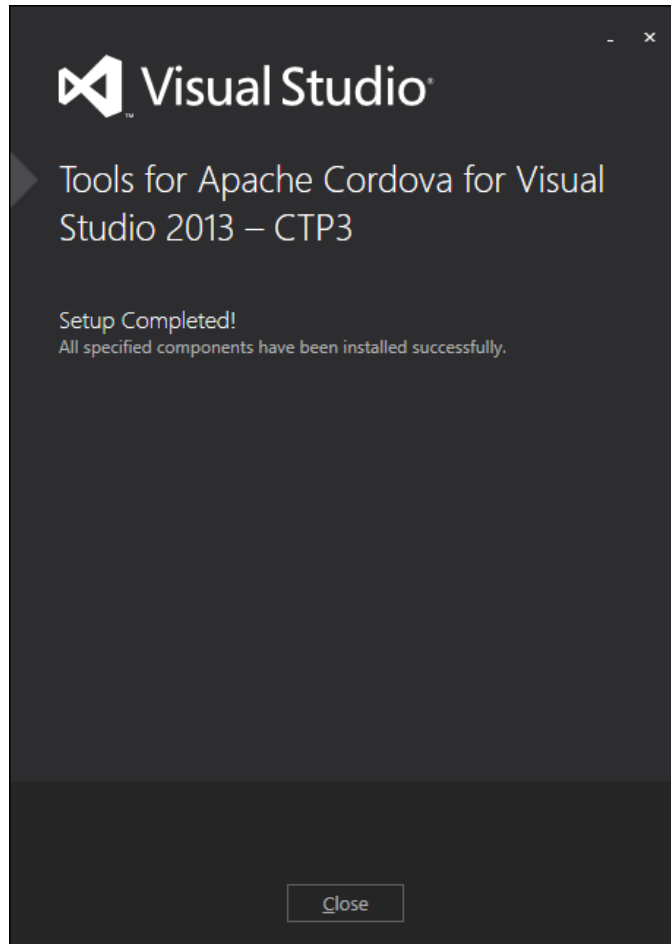 Visual Studio®
™
Tools for Apache Cordova for Visual
Studio 2013 – CTP3
Setup Completed!
All specified components have been installed successfully.
Close